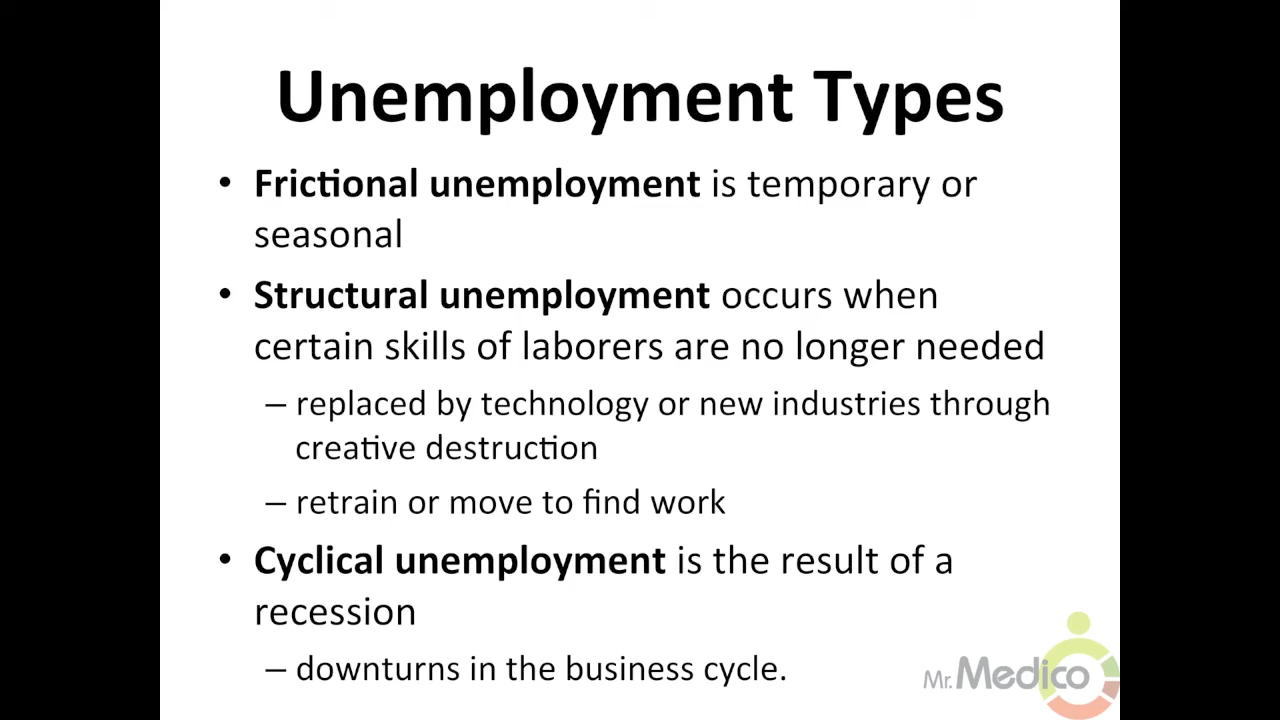 Unemployment Types
• Frictional unemployment is temporary or
seasonal
• Structural unemployment occurs when
certain skills of laborers are no longer needed
– replaced by technology or new industries through
creative destruction
– retrain or move to find work
• Cyclical unemployment is the result of a
recession
– downturns in the business cycle.
Mr. Medico